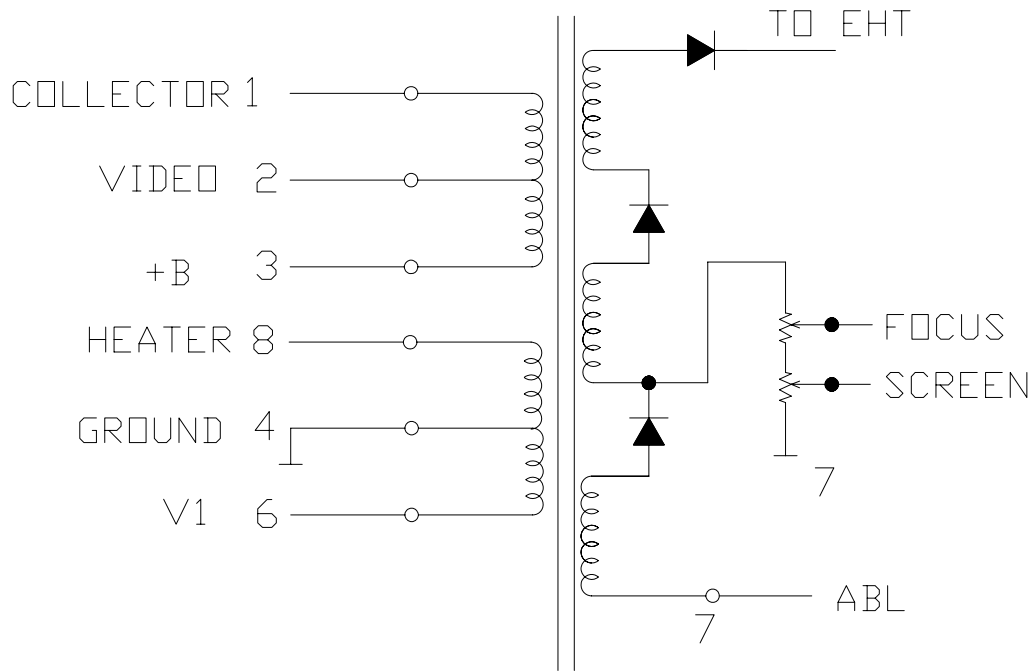 TO EHT
COLLECTOR 1
VIDEO 2
+B 3
HEATER 8
FOCUS
SCREEN
GROUND 4
7
V1 6
ABL
7